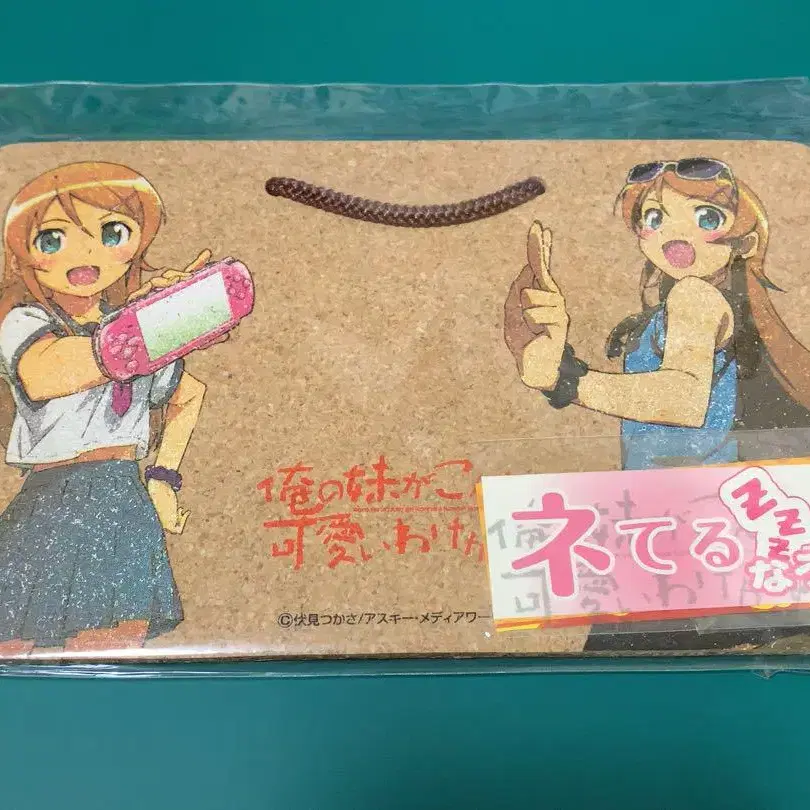 俺の妹がこ
可愛いわけが
©伏見つかさ/アスキー・メディアワー
ネてる
ZZZ
な